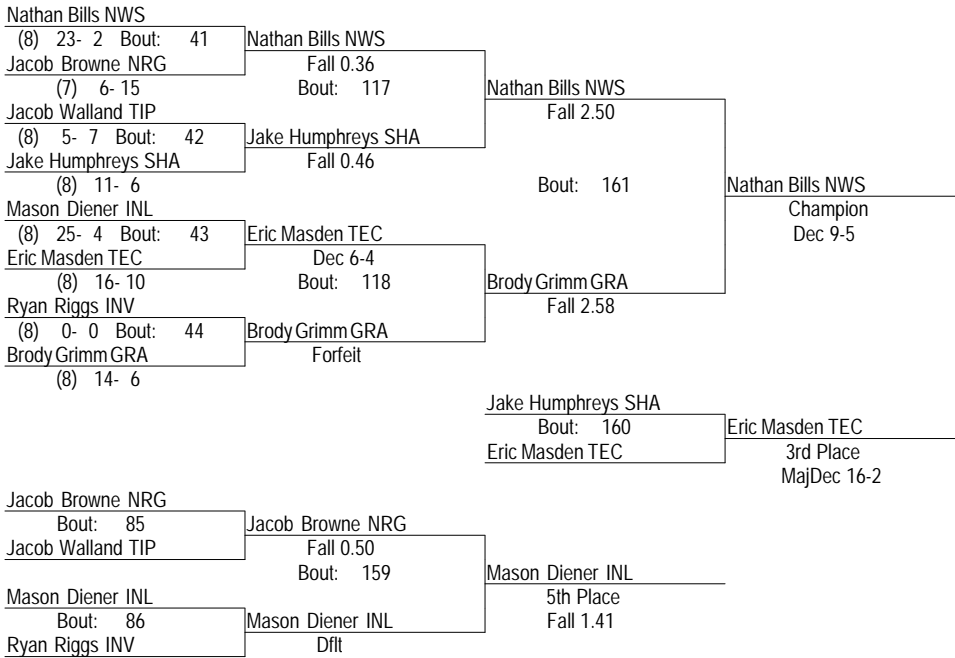 Nathan Bills NWS
(8) 23- 2 Bout: 41
Nathan Bills NWS
Jacob Browne NRG
Fall 0.36
(7) 6- 15
Bout: 117
Nathan Bills NWS
Jacob Walland TIP
Fall 2.50
(8) 5- 7 Bout: 42
Jake Humphreys SHA
Jake Humphreys SHA
Fall 0.46
(8) 11- 6
Bout: 161
Nathan Bills NWS
Mason Diener INL
Champion
(8) 25- 4 Bout: 43
Eric Masden TEC
Dec 9-5
Eric Masden TEC
Dec 6-4
(8) 16- 10
Bout: 118
Brody Grimm GRA
Ryan Riggs INV
Fall 2.58
(8) 0- 0 Bout: 44
Brody Grimm GRA
Brody Grimm GRA
Forfeit
(8) 14- 6
Jake Humphreys SHA
Bout: 160
Eric Masden TEC
Eric Masden TEC
3rd Place
MajDec 16-2
Jacob Browne NRG
Bout: 85
Jacob Browne NRG
Jacob Walland TIP
Fall 0.50
Bout: 159
Mason Diener INL
Mason Diener INL
5th Place
Bout: 86
Mason Diener INL
Fall 1.41
Ryan Riggs INV
Dflt